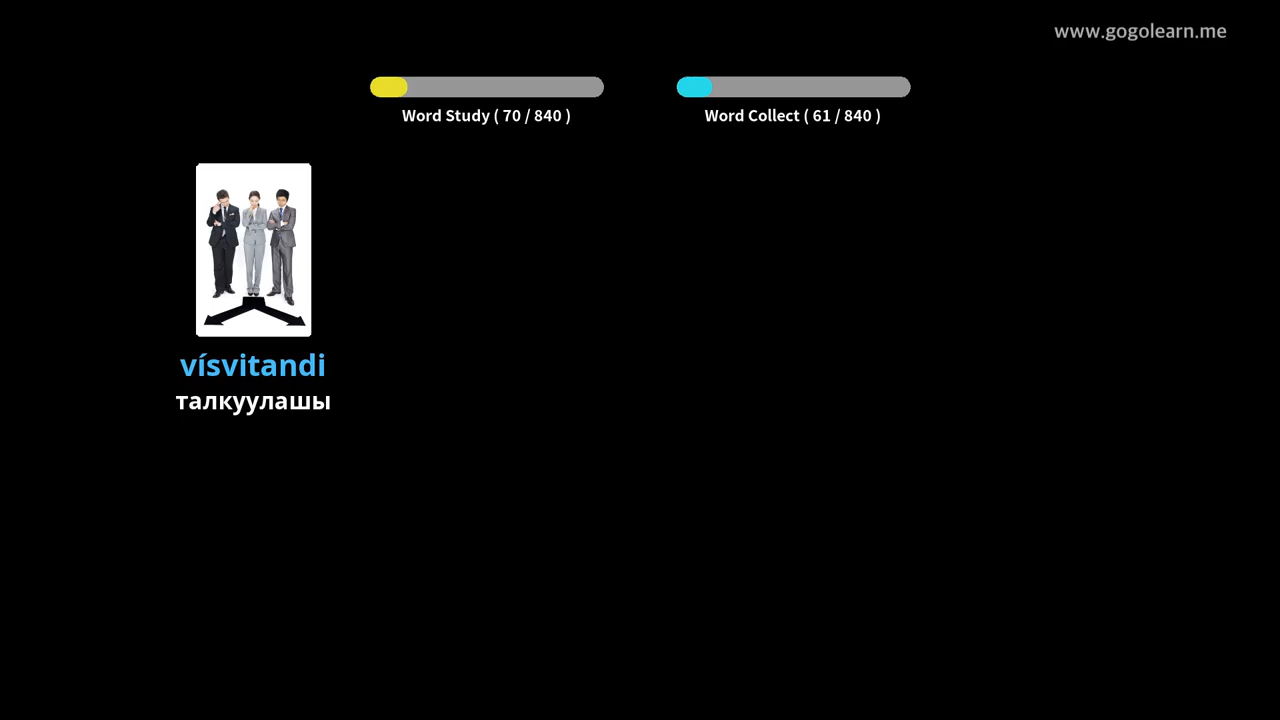 www.gogolearn.me
Word Study ( 70 / 840 )
Word Collect ( 61 / 840 )
vísvitandi
талкуулашы